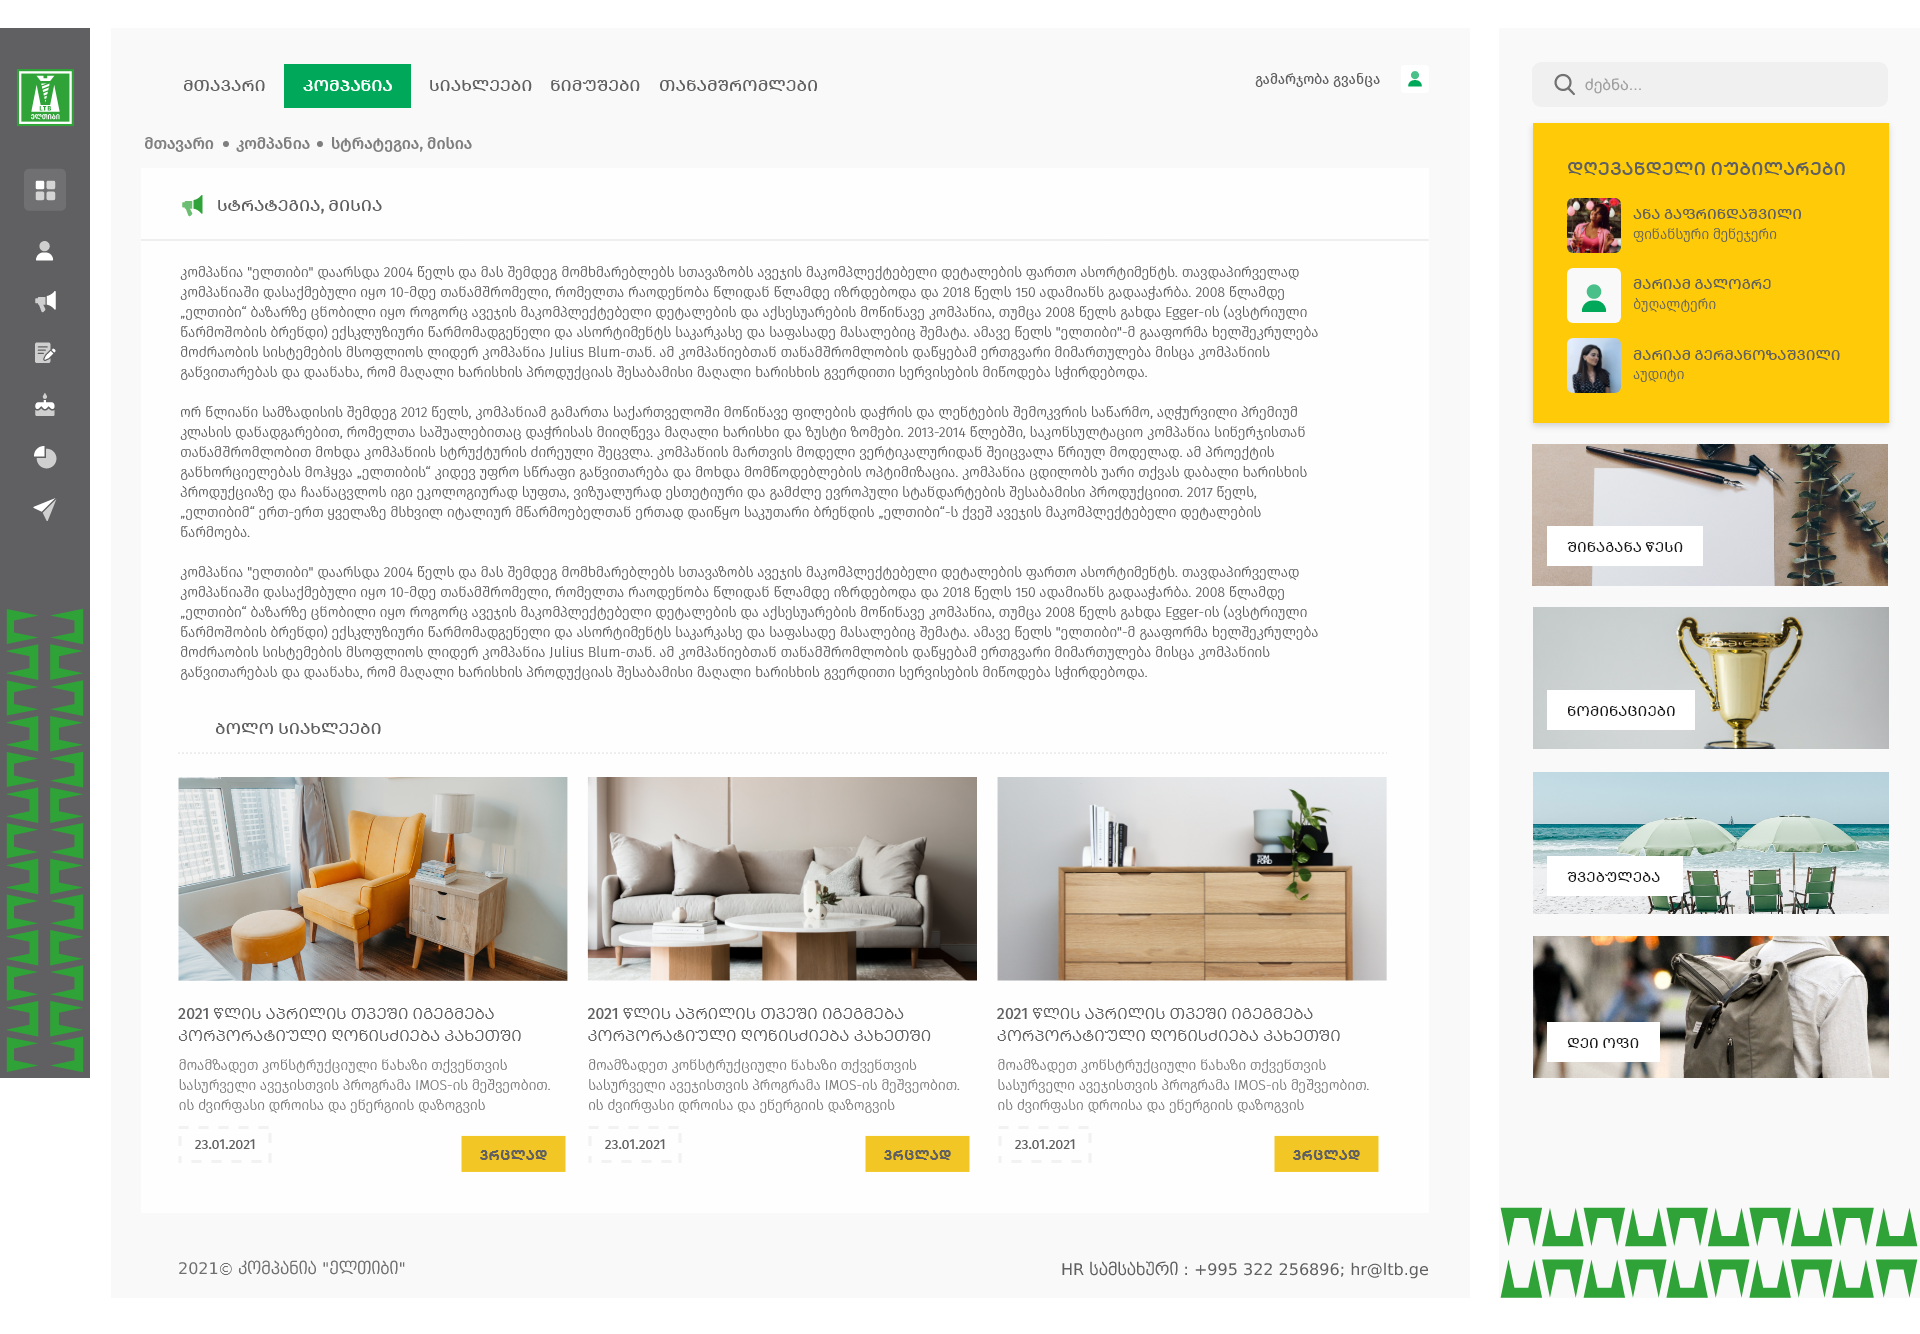 LTB
ელთიბი
მთავარი
კომპანია
სიახლეები
ნიმუშები
თანამშრომლები
გამარჯობა გვანცა
მთავარი • კომპანია • სტრატეგია, მისია
სტრატეგია, მისია
კომპანია "ელთიბი" დაარსდა 2004 წელს და მას შემდეგ მომხმარებლებს სთავაზობს ავეჯის მაკომპლექტებელი დეტალების ფართო ასორტიმენტს. თავდაპირველად
კომპანიაში დასაქმებული იყო 10-მდე თანამშრომელი, რომელთა რაოდენობა წლიდან წლამდე იზრდებოდა და 2018 წელს 150 ადამიანს გადააჭარბა. 2008 წლამდე
„ელთიბი“ ბაზარზე ცნობილი იყო როგორც ავეჯის მაკომპლექტებელი დეტალების და აქსესუარების მოწინავე კომპანია, თუმცა 2008 წელს გახდა Egger-ის (ავსტრიული
წარმოშობის ბრენდი) ექსკლუზიური წარმომადგენელი და ასორტიმენტს საკარკასე და საფასადე მასალებიც შემატა. ამავე წელს "ელთიბი"-მ გააფორმა ხელშეკრულება
მოძრაობის სისტემების მსოფლიოს ლიდერ კომპანია Julius Blum-თან. ამ კომპანიებთან თანამშრომლობის დაწყებამ ერთგვარი მიმართულება მისცა კომპანიის
განვითარებას და დაანახა, რომ მაღალი ხარისხის პროდუქციას შესაბამისი მაღალი ხარისხის გვერდითი სერვისების მიწოდება სჭირდებოდა.
ორ წლიანი სამზადისის შემდეგ 2012 წელს, კომპანიამ გამართა საქართველოში მოწინავე ფილების დაჭრის და ლენტების შემოკვრის საწარმო, აღჭურვილი პრემიუმ
კლასის დანადგარებით, რომელთა საშუალებითაც დაჭრისას მიიღწევა მაღალი ხარისხი და ზუსტი ზომები. 2013-2014 წლებში, საკონსულტაციო კომპანია სინერჯისთან
თანამშრომლობით მოხდა კომპანიის სტრუქტურის ძირეული შეცვლა. კომპანიის მართვის მოდელი ვერტიკალურიდან შეიცვალა წრიულ მოდელად. ამ პროექტის
განხორციელებას მოჰყვა „ელთიბის“ კიდევ უფრო სწრაფი განვითარება და მოხდა მომწოდებლების ოპტიმიზაცია. კომპანია ცდილობს უარი თქვას დაბალი ხარისხის
პროდუქციაზე და ჩაანაცვლოს იგი ეკოლოგიურად სუფთა, ვიზუალურად ესთეტიური და გამძლე ევროპული სტანდარტების შესაბამისი პროდუქციით. 2017 წელს,
„ელთიბიმ“ ერთ-ერთ ყველაზე მსხვილ იტალიურ მწარმოებელთან ერთად დაიწყო საკუთარი ბრენდის „ელთიბი“-ს ქვეშ ავეჯის მაკომპლექტებელი დეტალების
წარმოება.
კომპანია "ელთიბი" დაარსდა 2004 წელს და მას შემდეგ მომხმარებლებს სთავაზობს ავეჯის მაკომპლექტებელი დეტალების ფართო ასორტიმენტს. თავდაპირველად
კომპანიაში დასაქმებული იყო 10-მდე თანამშრომელი, რომელთა რაოდენობა წლიდან წლამდე იზრდებოდა და 2018 წელს 150 ადამიანს გადააჭარბა. 2008 წლამდე
„ელთიბი“ ბაზარზე ცნობილი იყო როგორც ავეჯის მაკომპლექტებელი დეტალების და აქსესუარების მოწინავე კომპანია, თუმცა 2008 წელს გახდა Egger-ის (ავსტრიული
წარმოშობის ბრენდი) ექსკლუზიური წარმომადგენელი და ასორტიმენტს საკარკასე და საფასადე მასალებიც შემატა. ამავე წელს "ელთიბი"-მ გააფორმა ხელშეკრულება
მოძრაობის სისტემების მსოფლიოს ლიდერ კომპანია Julius Blum-თან. ამ კომპანიებთან თანამშრომლობის დაწყებამ ერთგვარი მიმართულება მისცა კომპანიის
განვითარებას და დაანახა, რომ მაღალი ხარისხის პროდუქციას შესაბამისი მაღალი ხარისხის გვერდითი სერვისების მიწოდება სჭირდებოდა.
ბოლო სიახლეები
TOM FORD
2021 წლის აპრილის თვეში იგეგმება
კორპორატიული ღონისძიება კახეთში
მოამზადეთ კონსტრუქციული ნახაზი თქვენთვის
სასურველი ავეჯისთვის პროგრამა IMOS-ის მეშვეობით.
ის ძვირფასი დროისა და ენერგიის დაზოგვის
23.01.2021
ვრცლად
2021 წლის აპრილის თვეში იგეგმება
კორპორატიული ღონისძიება კახეთში
მოამზადეთ კონსტრუქციული ნახაზი თქვენთვის
სასურველი ავეჯისთვის პროგრამა IMOS-ის მეშვეობით.
ის ძვირფასი დროისა და ენერგიის დაზოგვის
23.01.2021
ვრცლად
2021 წლის აპრილის თვეში იგეგმება
კორპორატიული ღონისძიება კახეთში
მოამზადეთ კონსტრუქციული ნახაზი თქვენთვის
სასურველი ავეჯისთვის პროგრამა IMOS-ის მეშვეობით.
ის ძვირფასი დროისა და ენერგიის დაზოგვის
23.01.2021
ვრცლად
2021© კომპანია "ელთიბი"
HR სამსახური : +995 322 256896; hr@ltb.ge
ძებნა...
დღევანდელი იუბილარები
ანა გაფრინდაშვილი
ფინანსური მენეჯერი
მარიამ გალოგრე
ბუღალტერი
მარიამ გერმანოზაშვილი
აუდიტი
შინაგანა წესი
ნომინაციები
შვებულება
დეი ოფი